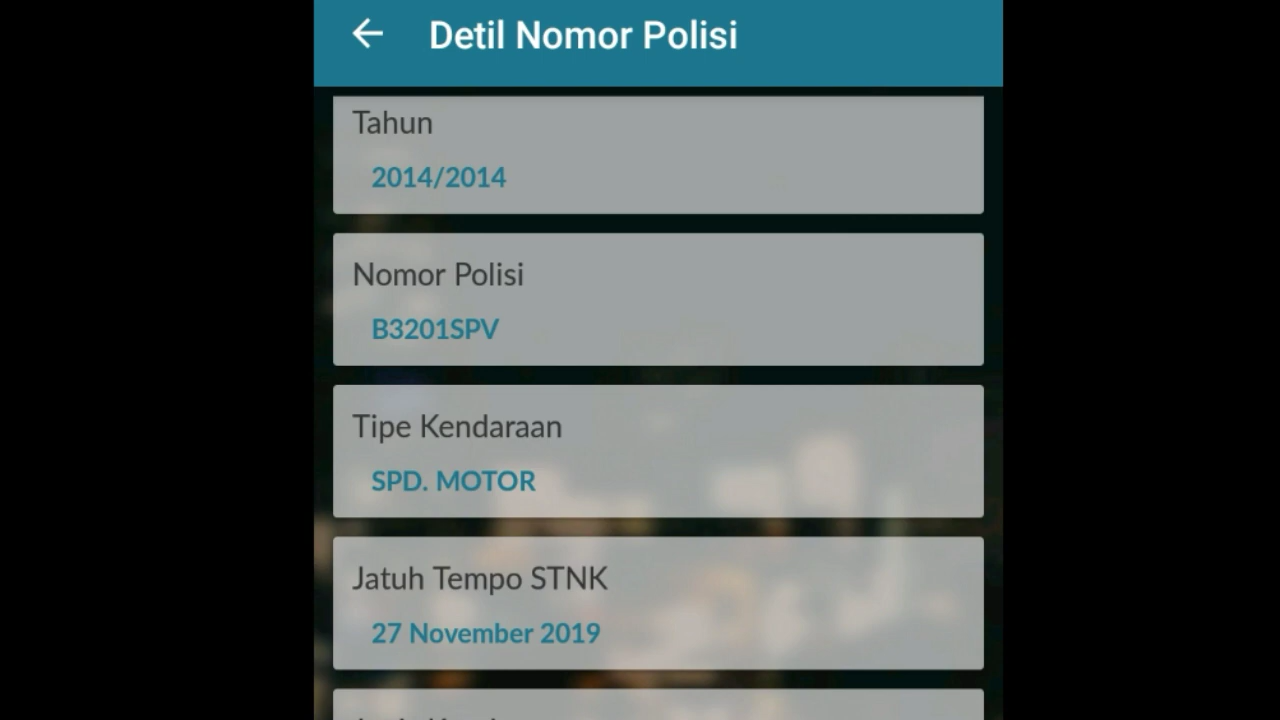 Detil Nomor Polisi
Tahun
2014/2014
Nomor Polisi
B3201SPV
Tipe Kendaraan
SPD. MOTOR
Jatuh Tempo STNK
27 November 2019